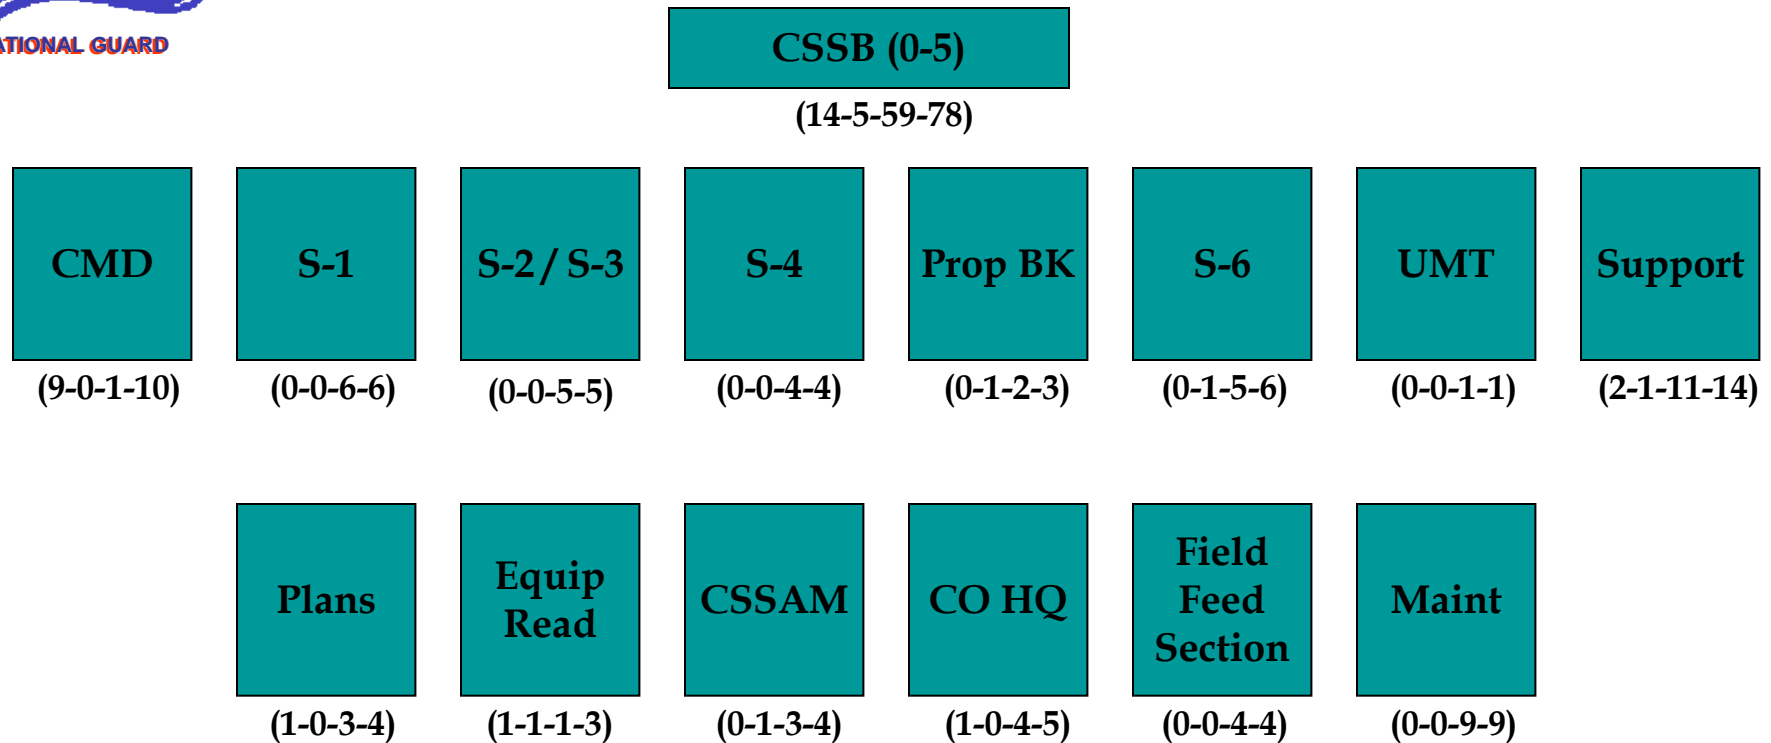 GUARD
CSSB (0-5)
(14-5-59-78)
CMD
S-1
S-2 / S-3
S-4
Prop BK
S-6
UMT
Support
(9-0-1-10)
(0-0-6-6)
(0-0-5-5)
(0-0-4-4)
(0-1-2-3)
(0-1-5-6)
(0-0-1-1)
(2-1-11-14)
Plans
Equip
Read
CSSAM
CO HQ
Field
Feed
Section
Maint
(1-0-3-4)
(1-1-1-3)
(0-1-3-4)
(1-0-4-5)
(0-0-4-4)
(0-0-9-9)